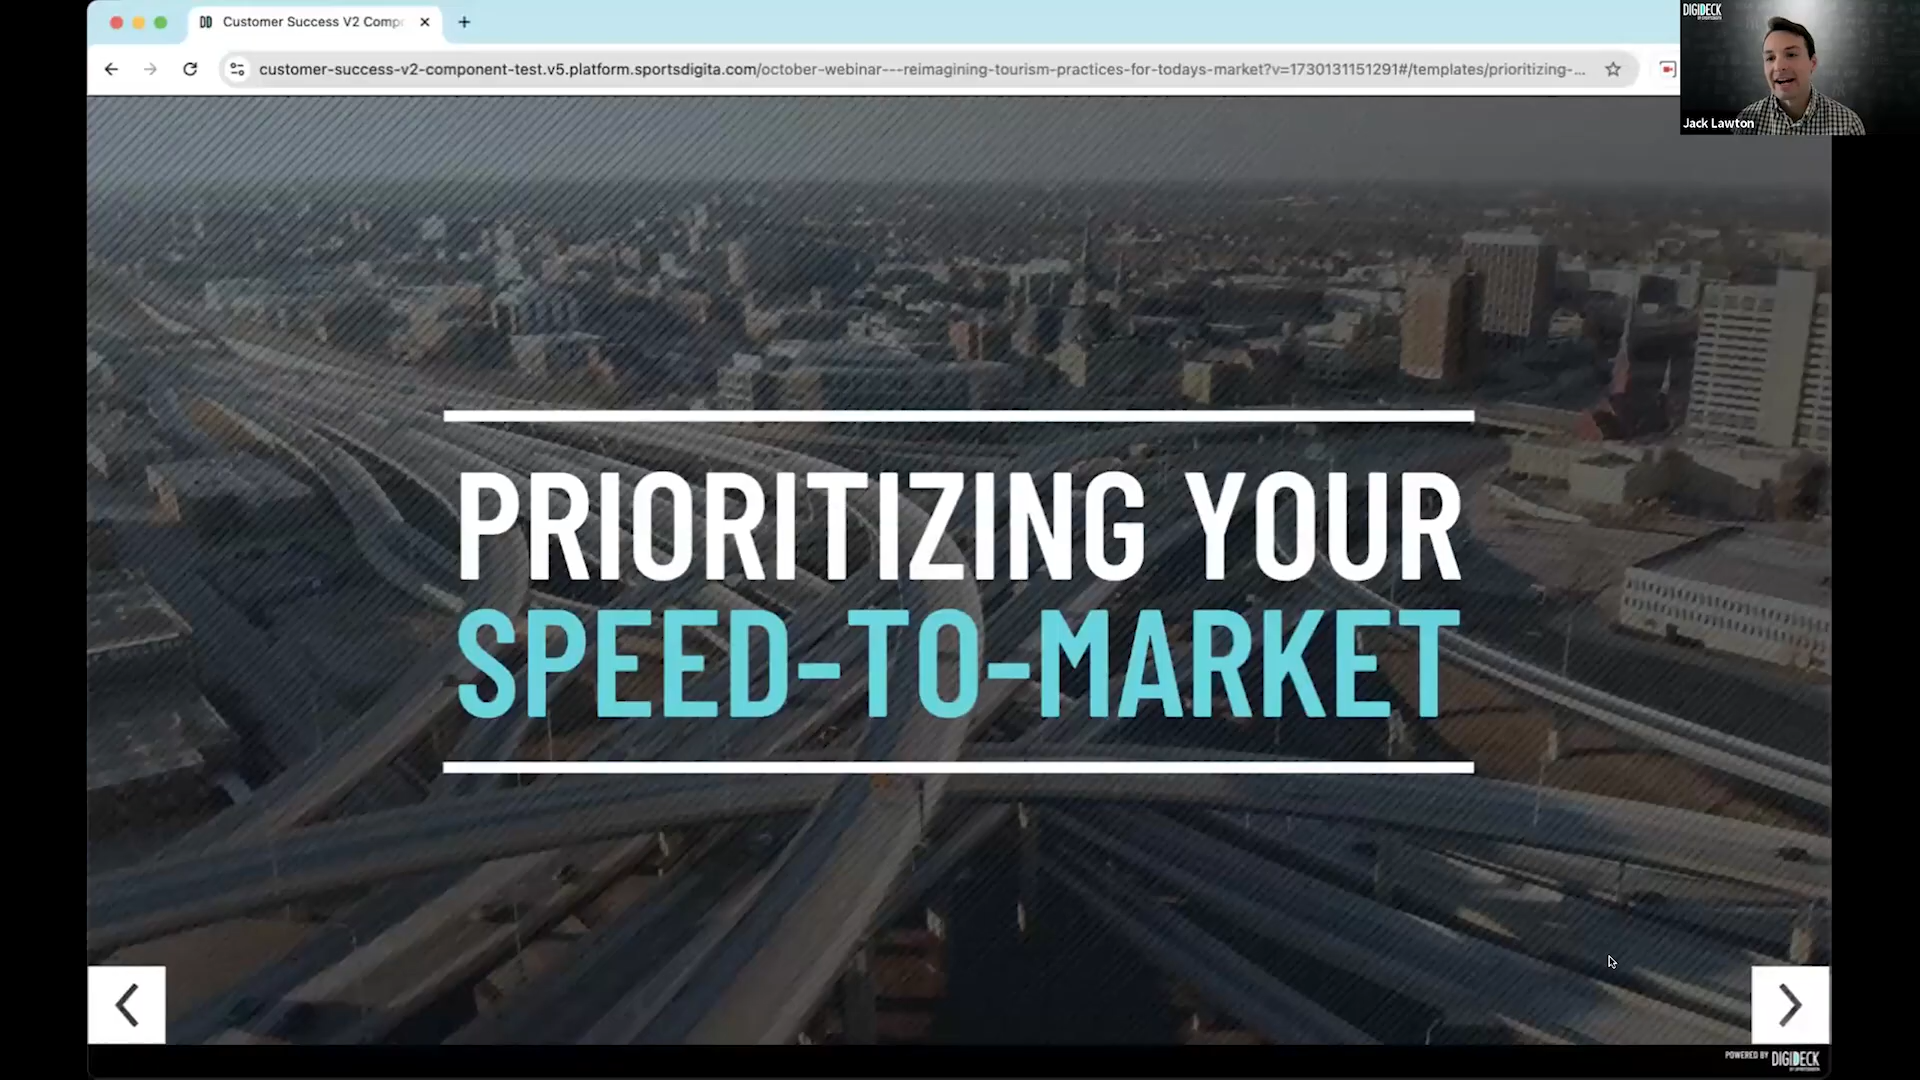 Customer Success V2 Comp
customer-success-v2-component-test.v5.platform.sportsdigita.com/october-webinar---reimagining-tourism-practices-for-todays-market?v=1730131151291#/templates/prioritizing-...
DIGIDECK
Jack Lawton
PRIORITIZING YOUR
SPEED-TO-MARKET
POWERED BY DIGIDECK